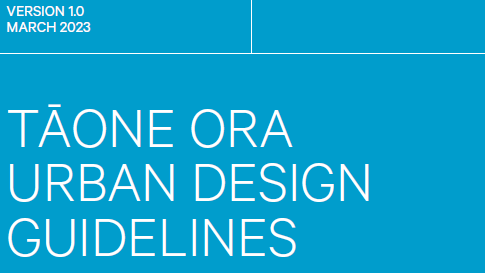 VERSION 1.0
MARCH 2023
TĀONE ORA
URBAN DESIGN
GUIDELINES